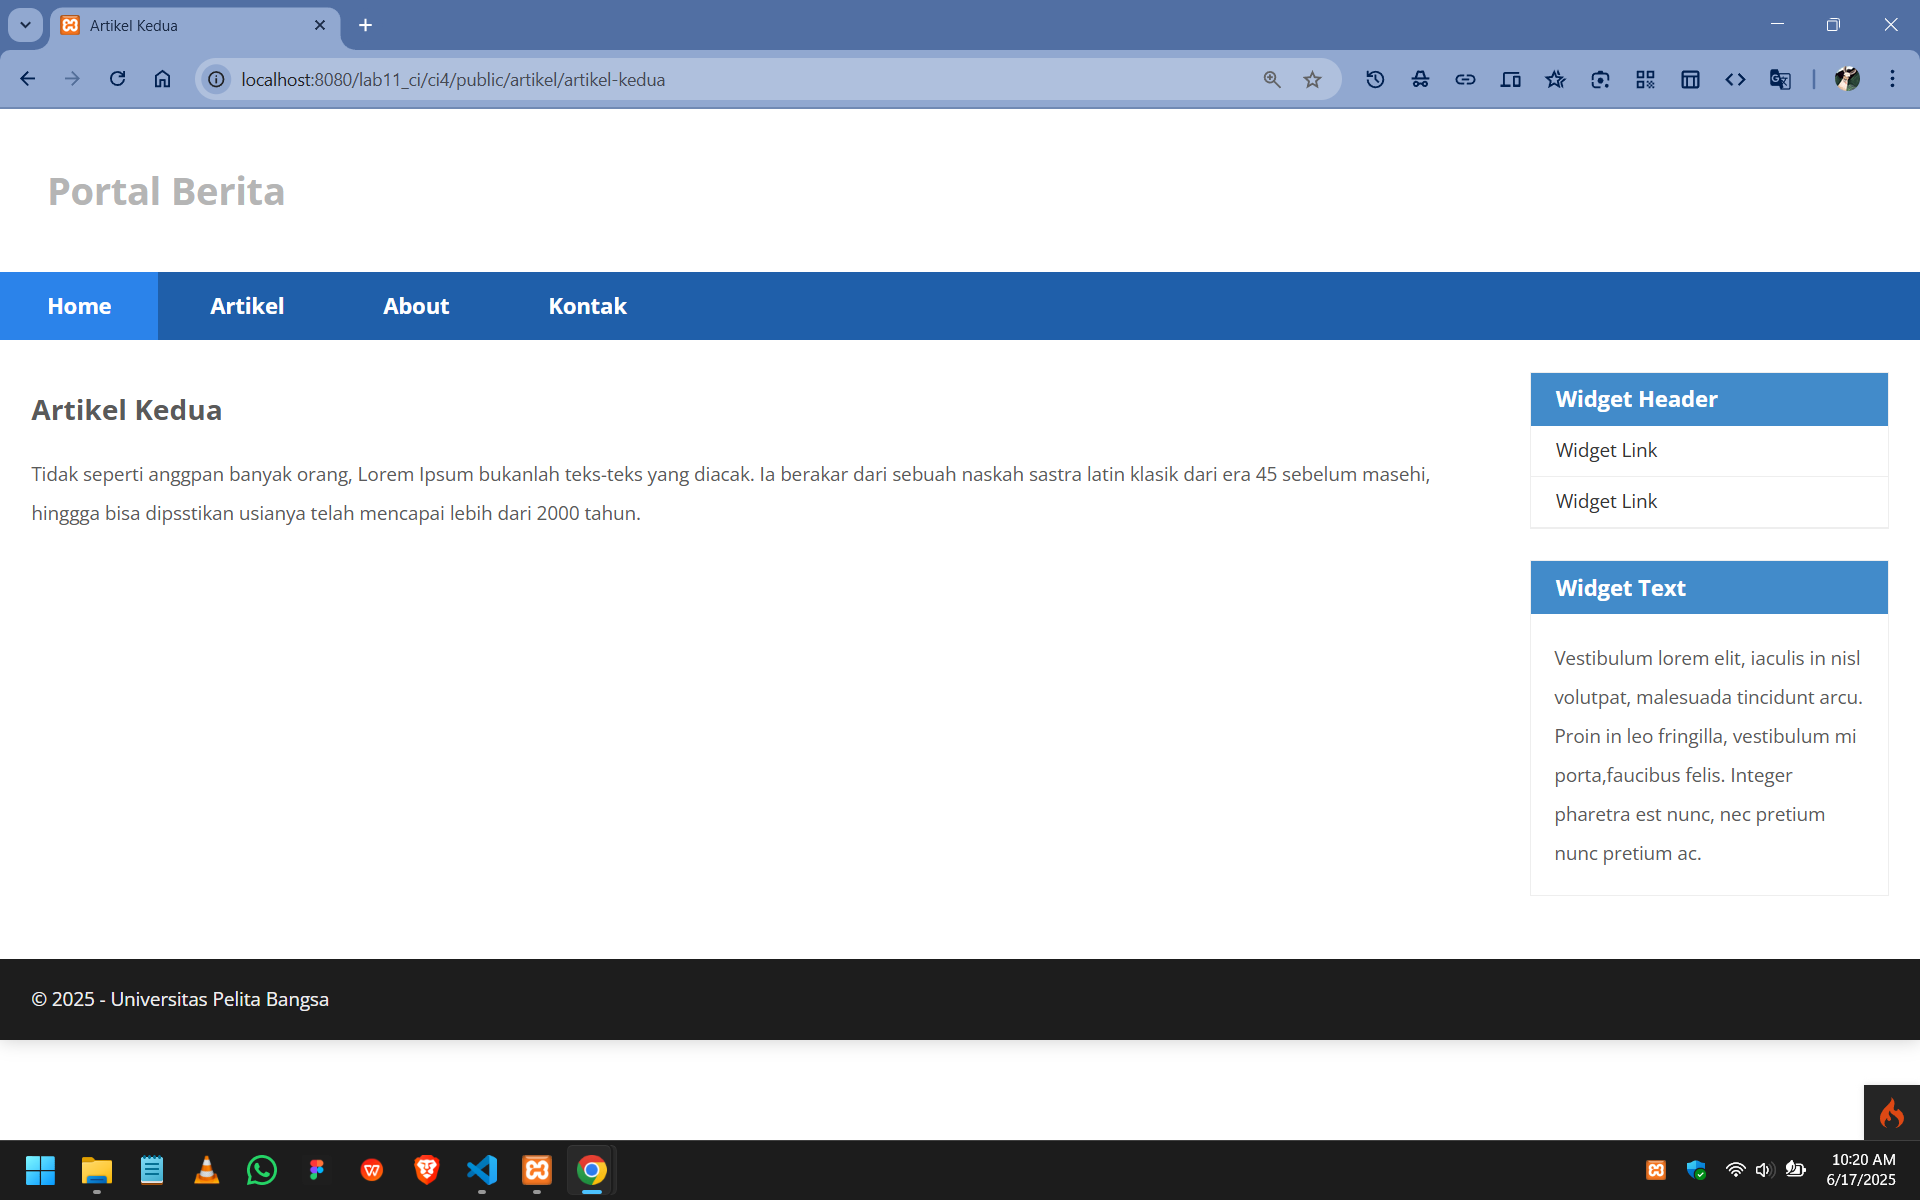 Artikel Kedua
localhost:8080/lab11_ci/ci4/public/artikel/artikel-kedua
Portal Berita
Home Artikel About Kontak
Artikel Kedua
Tidak seperti anggpan banyak orang, Lorem Ipsum bukanlah teks-teks yang diacak. Ia berakar dari sebuah naskah sastra latin klasik dari era 45 sebelum masehi,
hinggga bisa dipsstikan usianya telah mencapai lebih dari 2000 tahun.
Widget Header
Widget Link
Widget Link
Widget Text
Vestibulum lorem elit, iaculis in nisl
volutpat, malesuada tincidunt arcu.
Proin in leo fringilla, vestibulum mi
porta,faucibus felis. Integer
pharetra est nunc, nec pretium
nunc pretium ac.
© 2025 - Universitas Pelita Bangsa
10:20 AM
6/17/2025